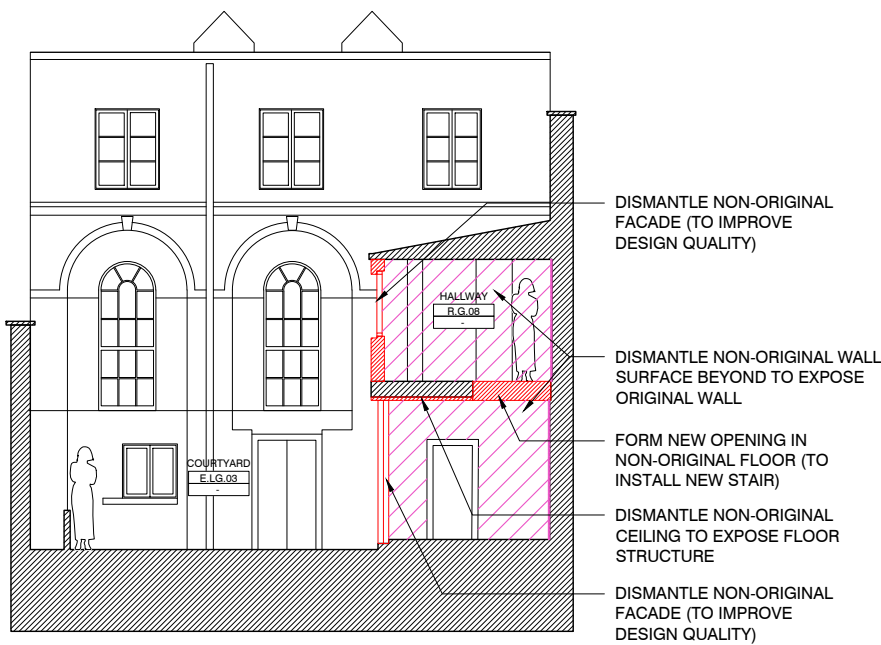 DISMANTLE NON-ORIGINAL
FACADE (TO IMPROVE
DESIGN QUALITY)
HALLWAY
R.G.08
-
DISMANTLE NON-ORIGINAL WALL
SURFACE BEYOND TO EXPOSE
ORIGINAL WALL
FORM NEW OPENING IN
NON-ORIGINAL FLOOR (TO
INSTALL NEW STAIR)
COURTYARD
E.LG.03
-
DISMANTLE NON-ORIGINAL
CEILING TO EXPOSE FLOOR
STRUCTURE
DISMANTLE NON-ORIGINAL
FACADE (TO IMPROVE
DESIGN QUALITY)